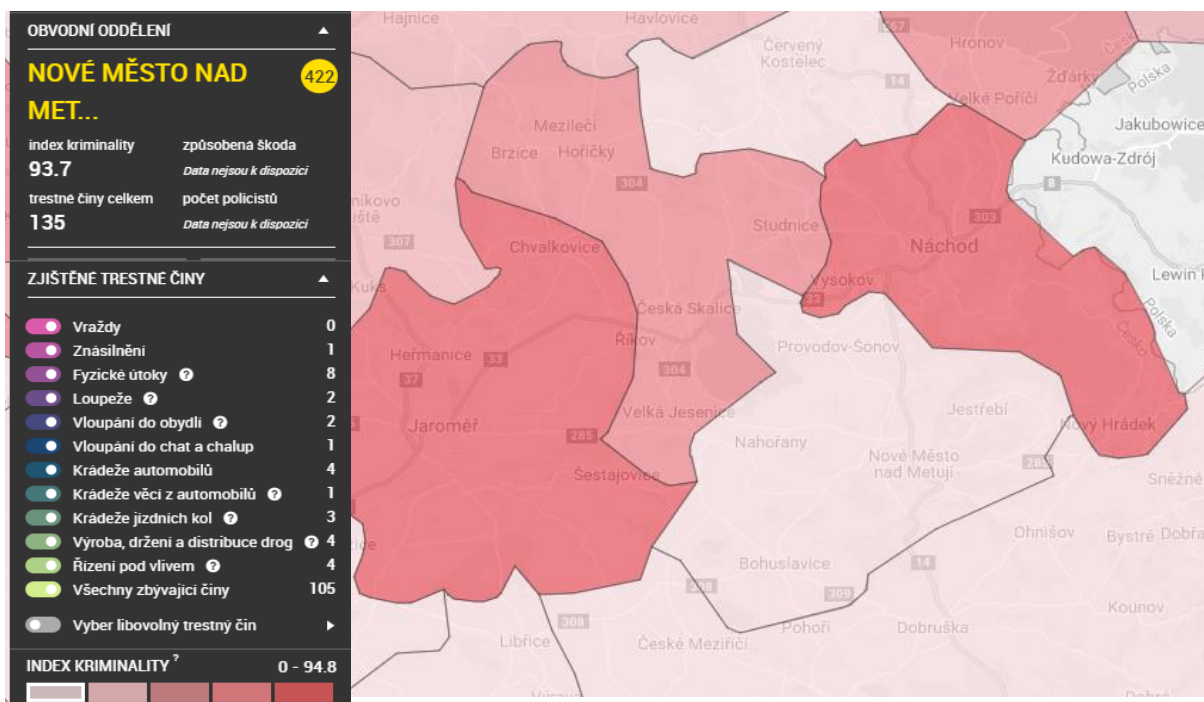 OBVODNÍ ODDĚLENÍ
NOVÉ MĚSTO NAD MET...
422
index kriminality
způsobená škoda
93.7
Data nejsou k dispozici
trestné činy celkem
počet policistů
135
Data nejsou k dispozici
ZJIŠTĚNÉ TRESTNÉ ČINY
Vraždy 0
Znásilnění 1
Fyzické útoky ? 8
Loupeže ? 2
Vloupání do obydlí ? 2
Vloupání do chat a chalup 1
Krádeže automobilů 4
Krádeže věcí z automobilů ? 1
Krádeže jízdních kol ? 3
Výroba, držení a distribuce drog ? 4
Řízení pod vlivem ? 4
Všechny zbývající činy 105
Vyber libovolný trestný čin
INDEX KRIMINALITY ? 0 - 94.8
Hajnice
Havlovice
567
Hronov
Česko
Červený Kostelec
14
Žďárky
Polska
Velké Poříčí
Jakubowice
Mezilečí
Brzice
Hořičky
Kudowa-Zdrój
8
304
303
Studnice
307
Chvalkovice
Náchod
Vysokov
33
Lewin
Kuks
Česká Skalice
Polska
Česko
Říkov
Provodov-Šonov
Heřmanice
33
304
37
Velká Jesenice
Jestřebí
Nový Hrádek
Jaroměř
285
Nahořany
Nové Město nad Metují
285
Šestajovice
Sněžné
Ohnišov
Bystré
Bohuslavice
14
308
309
Kounov
308
Pohoří
Dobruška
Libřice
České Meziříčí